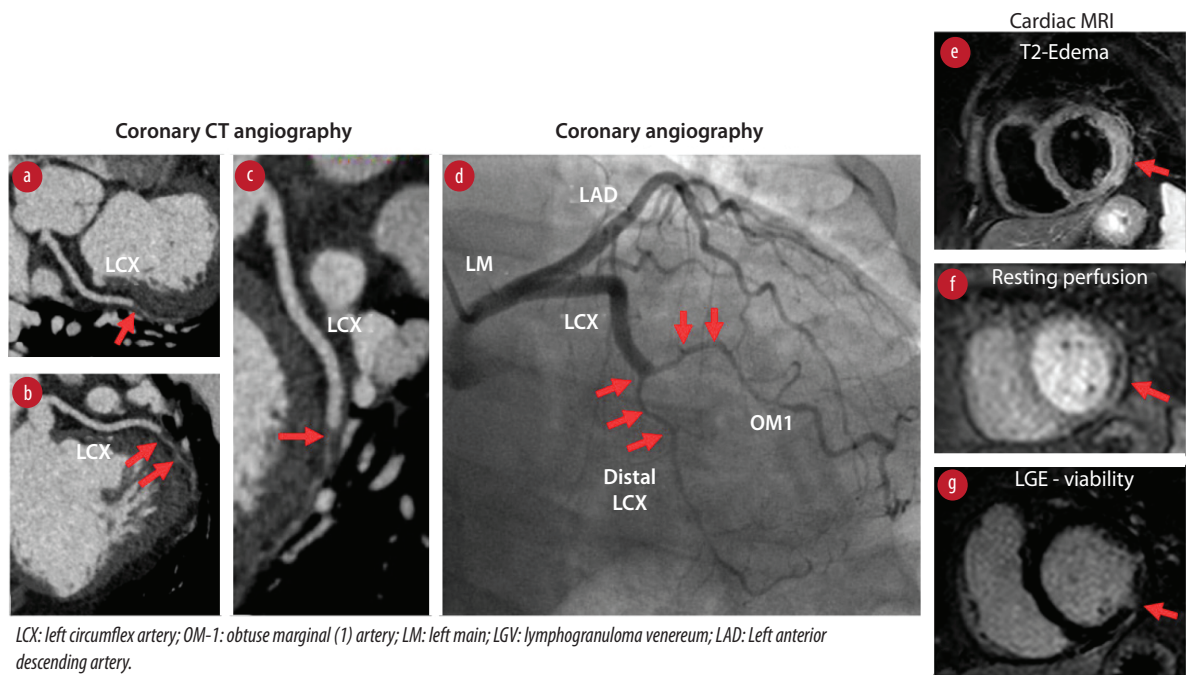 Cardiac MRI
e
T2-Edema
Coronary CT angiography
Coronary angiography
a
LCX
b
LCX
c
LCX
d
LAD
LM
LCX
OM1
Distal
LCX
f
Resting perfusion
g
LGE - viability
LCX: left circumflex artery; OM-1: obtuse marginal (1) artery; LM: left main; LGV: lymphogranuloma venereum; LAD: Left anterior
descending artery.